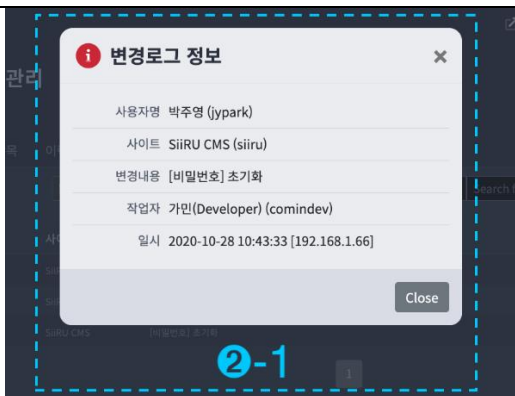 변경로그 정보
×
관리
사용자명 박주영 (jypark)
사이트 SiiRU CMS (siiru)
변경내용 [비밀번호] 초기화
작업자 가민(Developer) (comindev)
일시 2020-10-28 10:43:33 [192.168.1.66]
Search
Close
SiiRU CMS [비밀번호] 초기화
❷-1
1